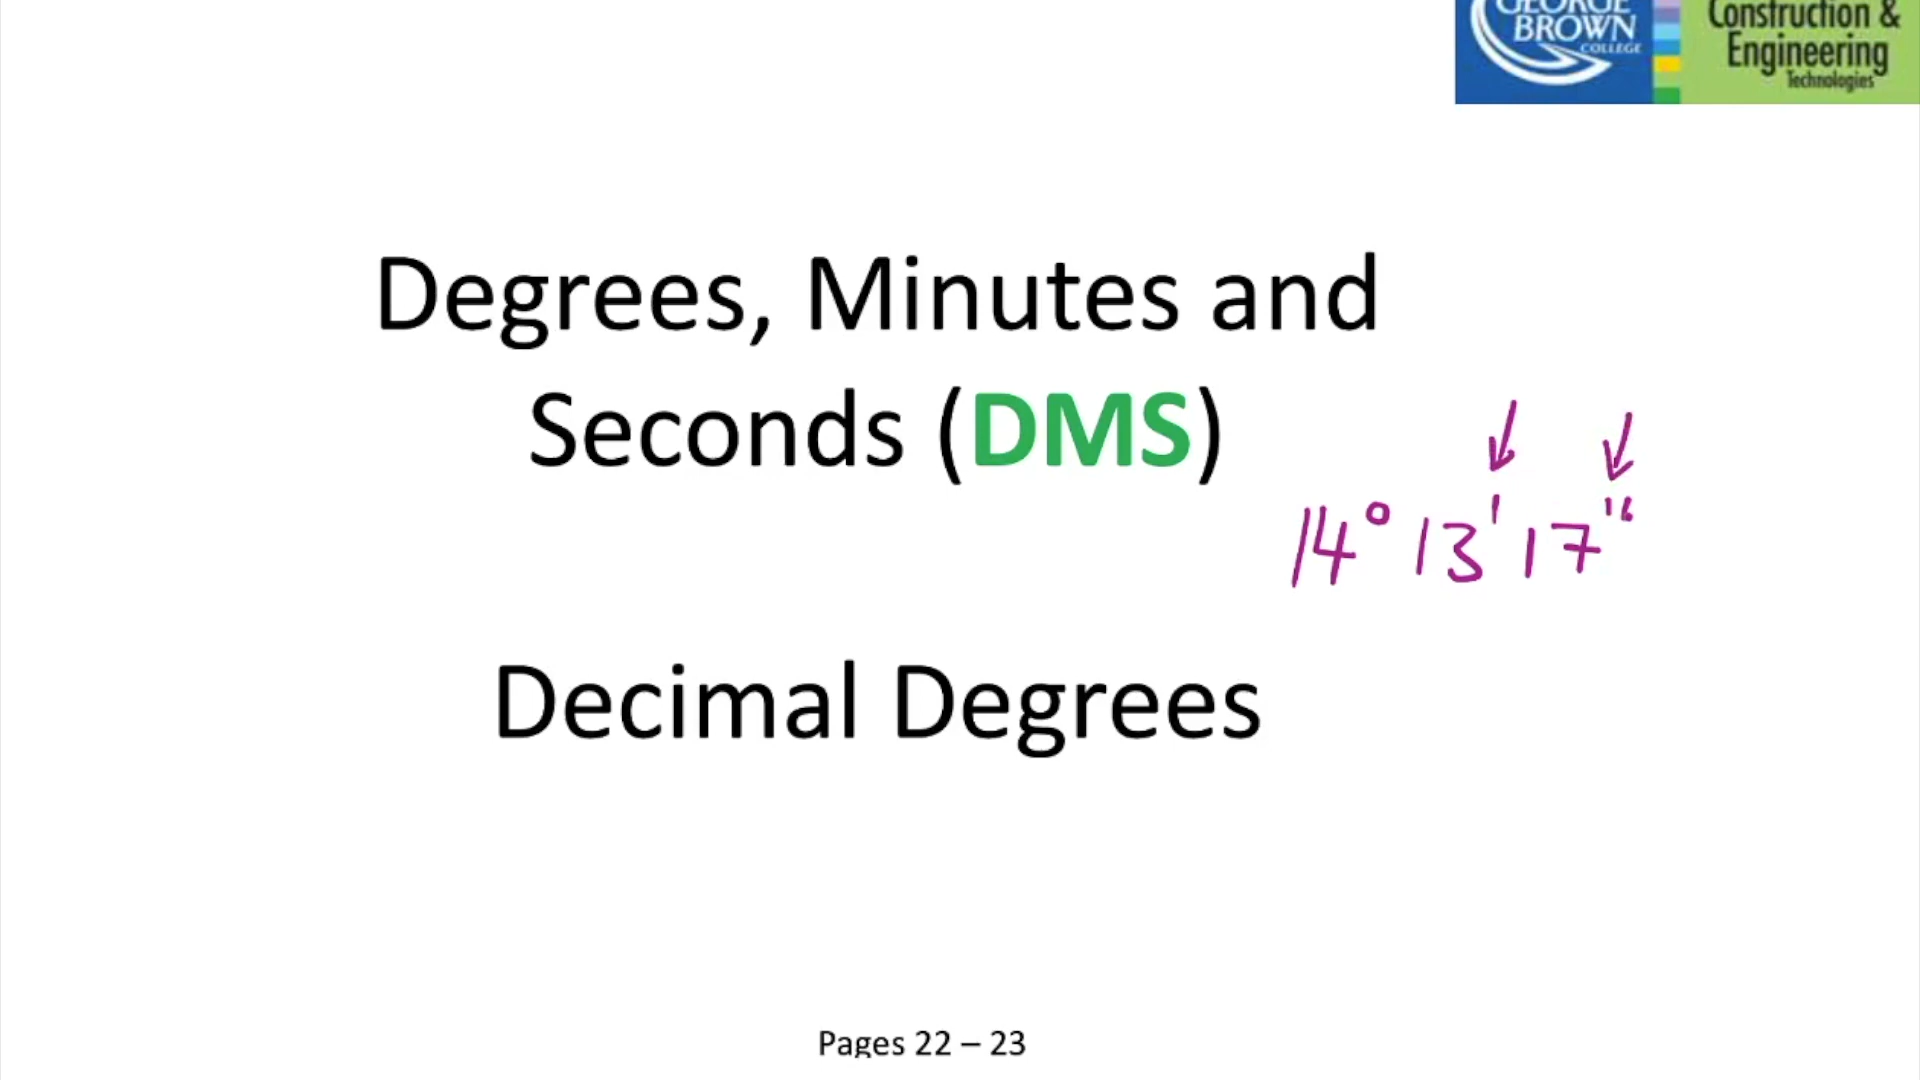 GEORGE
BROWN
COLLEGE
Construction &
Engineering
Technologies
Degrees, Minutes and
Seconds (DMS)
14° 13' 17"
Decimal Degrees
Pages 22 – 23